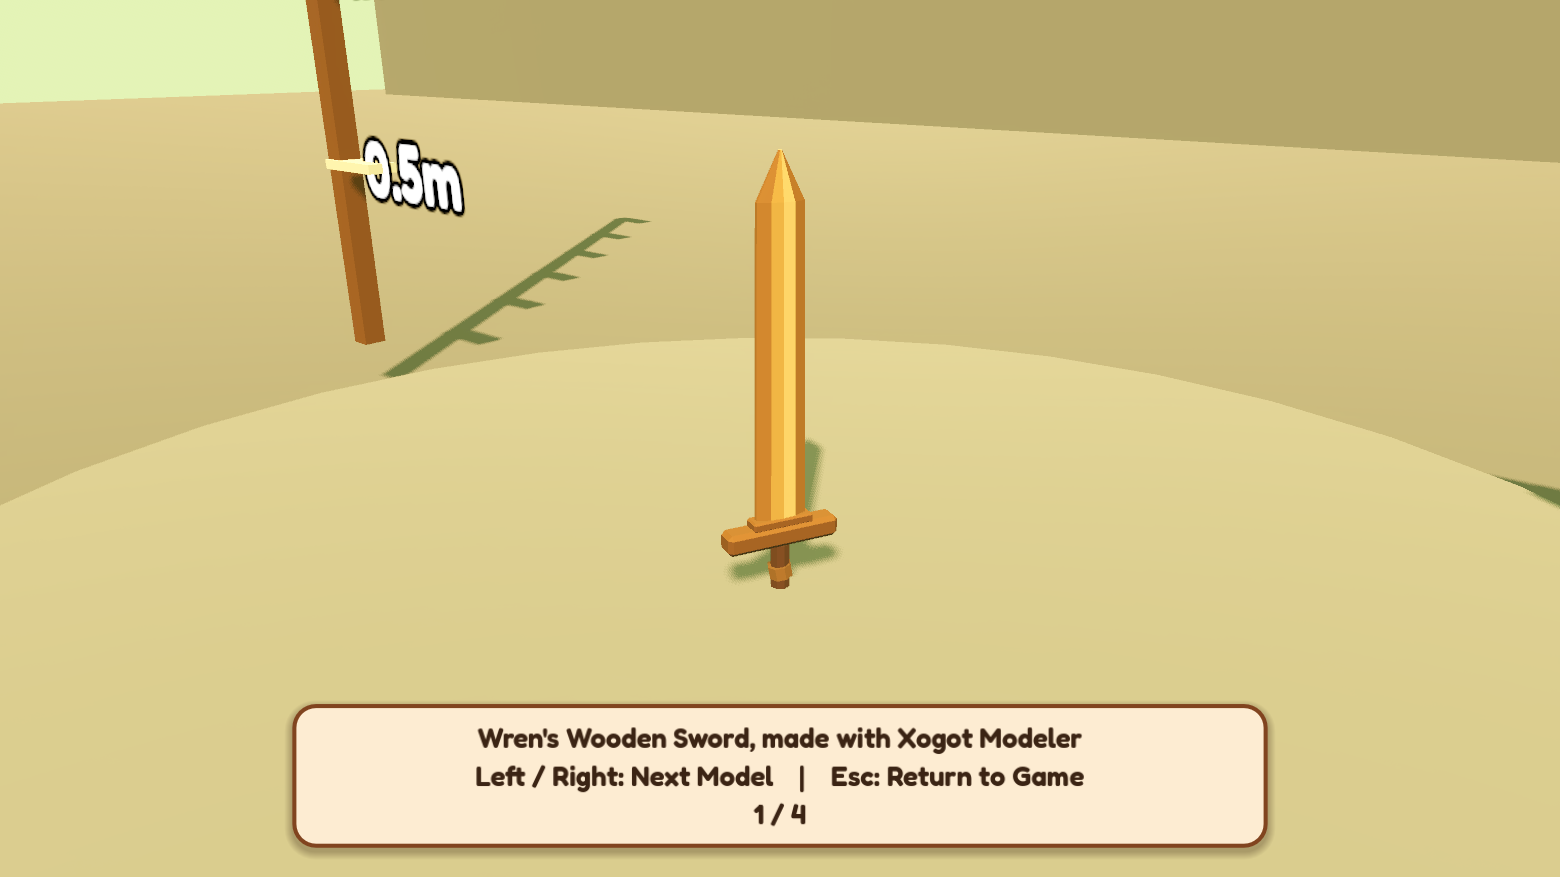 0.5m
Wren's Wooden Sword, made with Xogot Modeler
Left / Right: Next Model | Esc: Return to Game
1 / 4